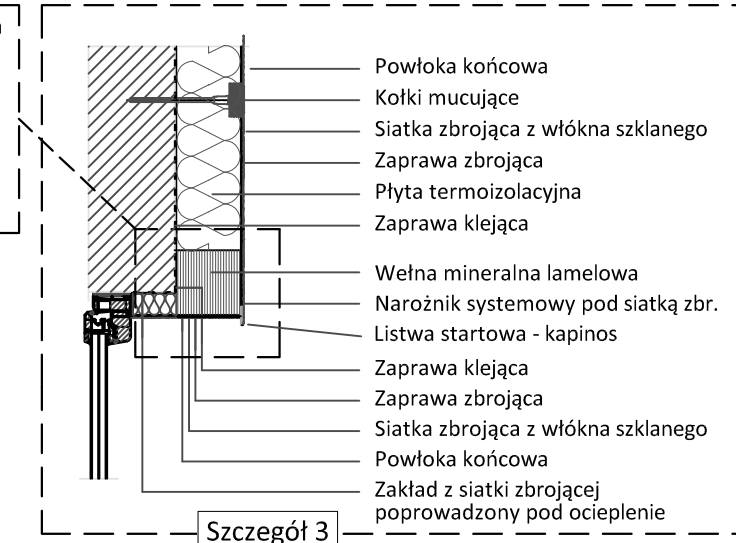 Powłoka końcowa
Kołki mucujące
Siatka zbrojąca z włókna szklanego
Zaprawa zbrojąca
Płyta termoizolacyjna
Zaprawa klejąca
Wełna mineralna lamelowa
Narożnik systemowy pod siatką zbr.
Listwa startowa - kapinos
Zaprawa klejąca
Zaprawa zbrojąca
Siatka zbrojąca z włókna szklanego
Powłoka końcowa
Zakład z siatki zbrojącej
poprowadzony pod ocieplenie
Szczegół 3